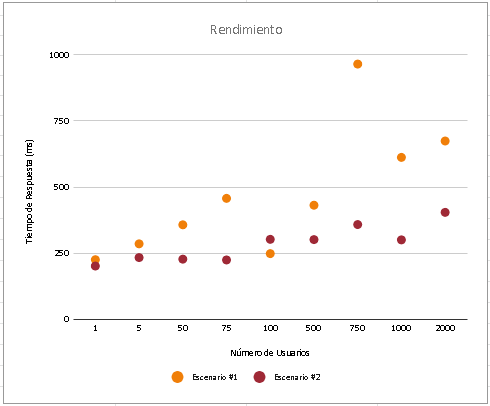 Rendimiento
1000
750
500
250
0
Tiempo de Respuesta (ms)
1 5 50 75 100 500 750 1000 2000
Número de Usuarios
Escenario #1 Escenario #2